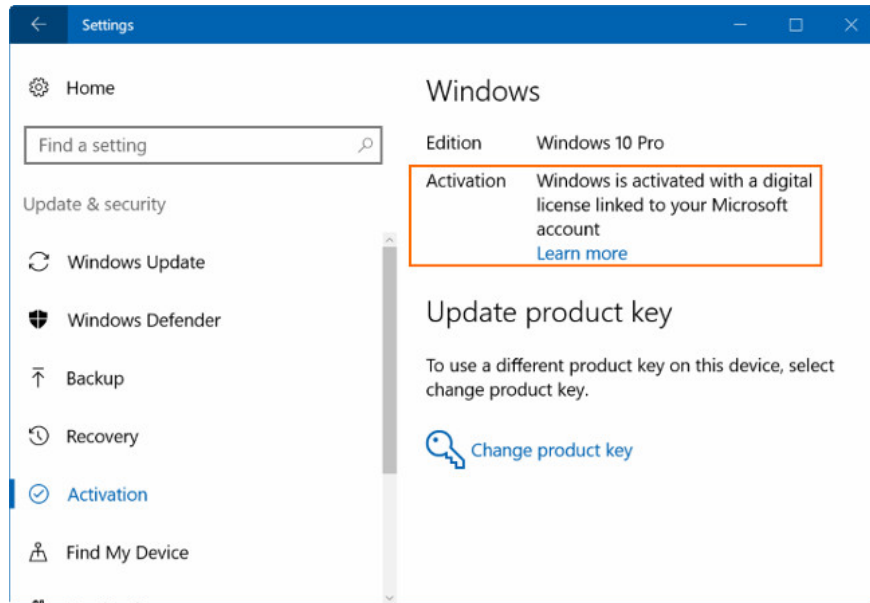 Settings
Home
Find a setting
Update & security
Windows Update
Windows Defender
Backup
Recovery
Activation
Find My Device
Windows
Edition Windows 10 Pro
Activation Windows is activated with a digital
license linked to your Microsoft
account
Learn more
Update product key
To use a different product key on this device, select
change product key.
Change product key